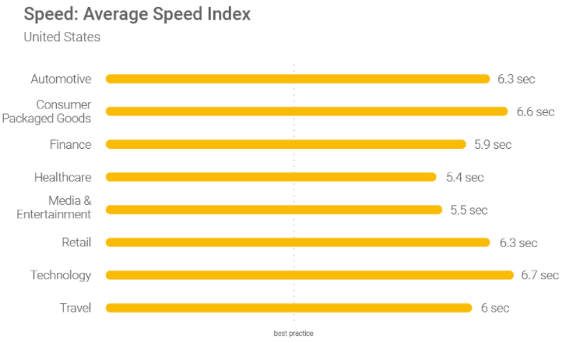 Speed: Average Speed Index
United States
Automotive 6.3 sec
Consumer
Packaged Goods 6.6 sec
Finance 5.9 sec
Healthcare 5.4 sec
Media &
Entertainment 5.5 sec
Retail 6.3 sec
Technology 6.7 sec
Travel 6 sec
best practice